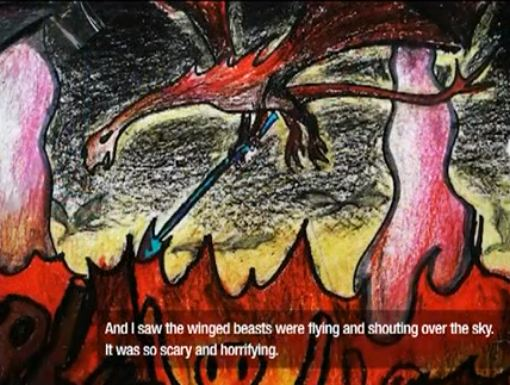 And I saw the winged beasts were flying and shouting over the sky.
It was so scary and horrifying.